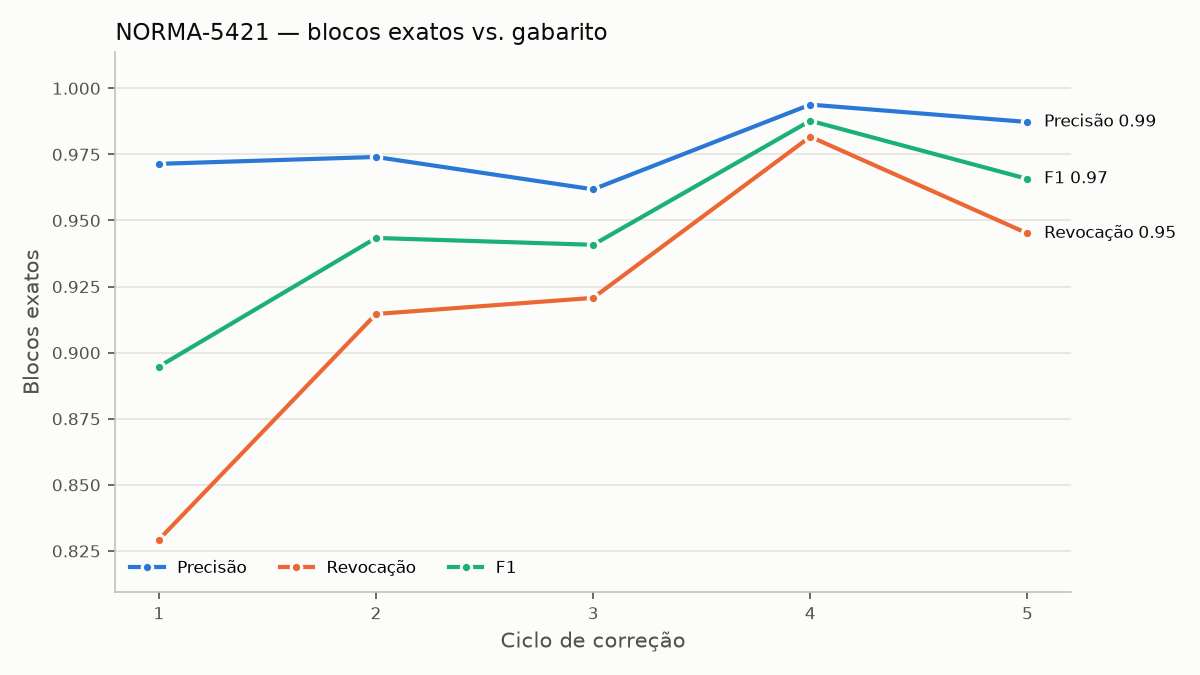 NORMA-5421 — blocos exatos vs. gabarito
Blocos exatos
1.000
0.975
0.950
0.925
0.900
0.875
0.850
0.825
Precisão 0.99
F1 0.97
Revocação 0.95
Precisão Revocação F1
1 2 3 4 5
Ciclo de correção